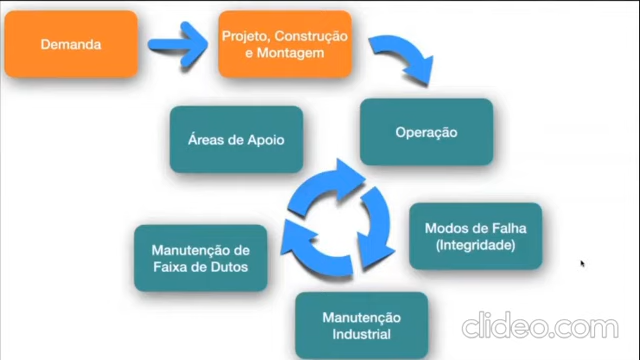 Demanda
Projeto, Construção
e Montagem
Áreas de Apoio
Operação
Modos de Falha
(Integridade)
Manutenção de
Faixa de Dutos
Manutenção
Industrial
clideo.com